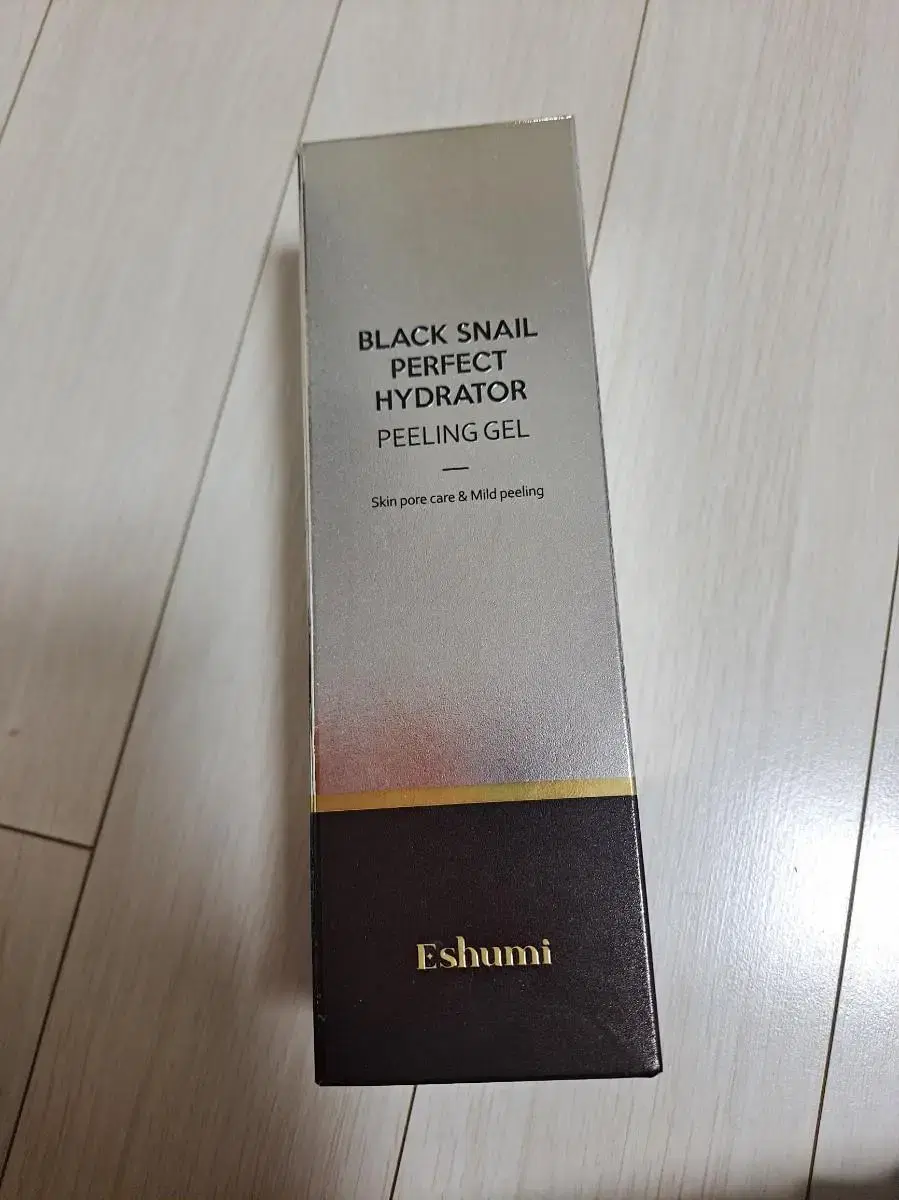 BLACK SNAIL
PERFECT
HYDRATOR
PEELING GEL
Skin pore care & Mild peeling
Eshumi